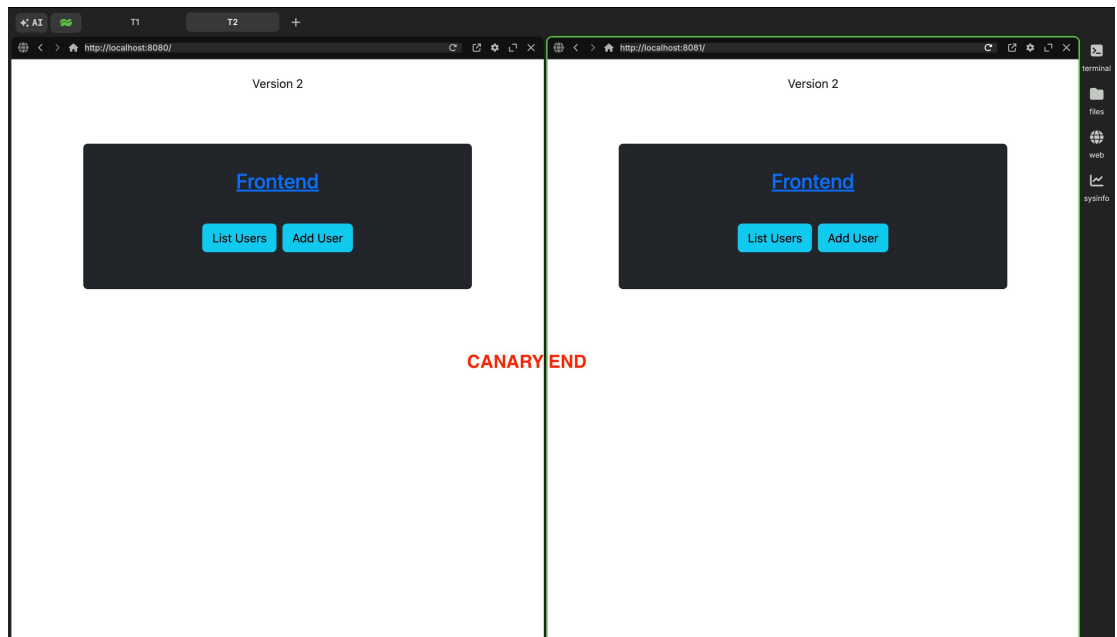 AI
T1
T2
+
http://localhost:8080/
Version 2
Frontend
List Users
Add User
http://localhost:8081/
Version 2
Frontend
List Users
Add User
CANARY END
terminal
files
web
sysinfo